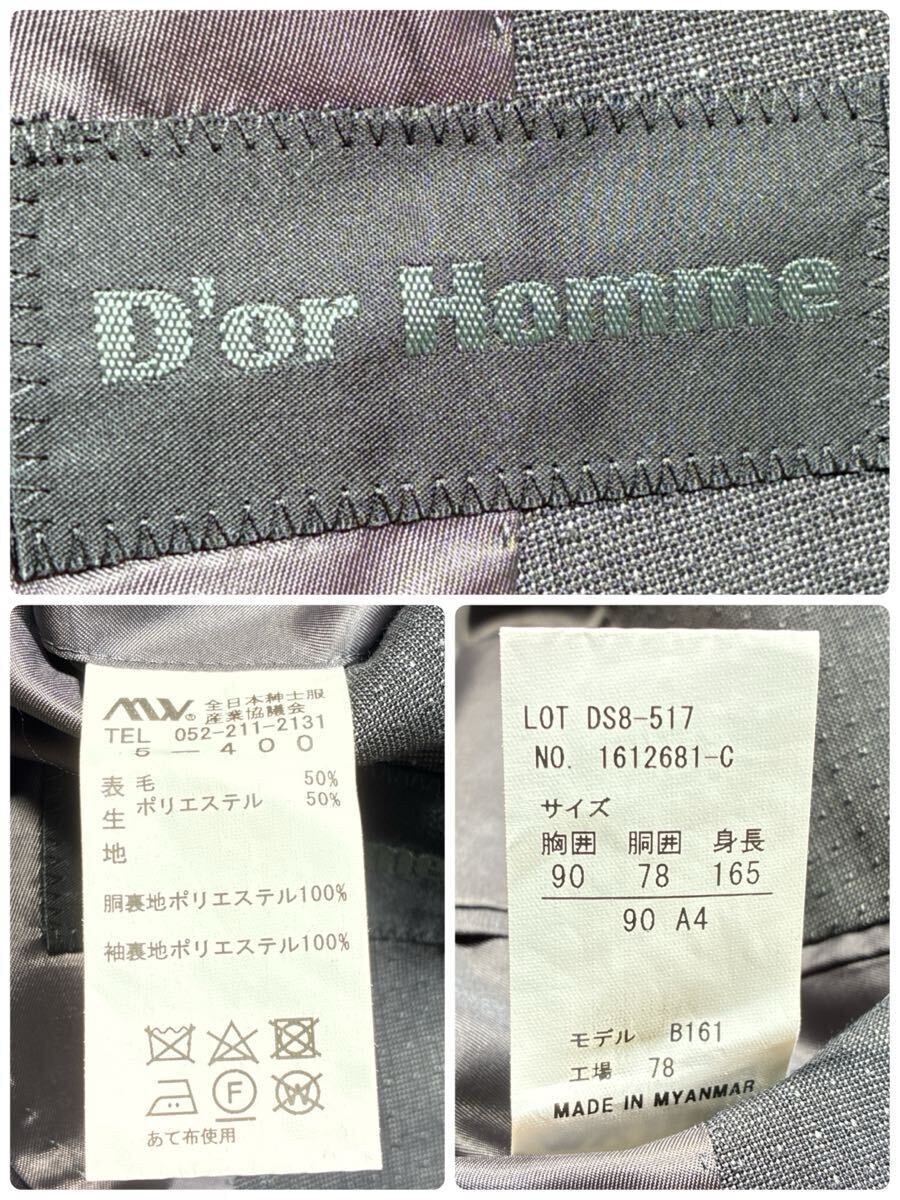 D'or Homme
MW® 全日本紳士服
産業協議会
TEL 052-211-2131
5-400
表生地 毛 50%
ポリエステル 50%
胴裏地ポリエステル100%
袖裏地ポリエステル100%
F W
あて布使用
LOT DS8-517
NO. 1612681-C
サイズ
胸囲 胴囲 身長
90 78 165
90 A4
モデル B161
工場 78
MADE IN MYANMAR